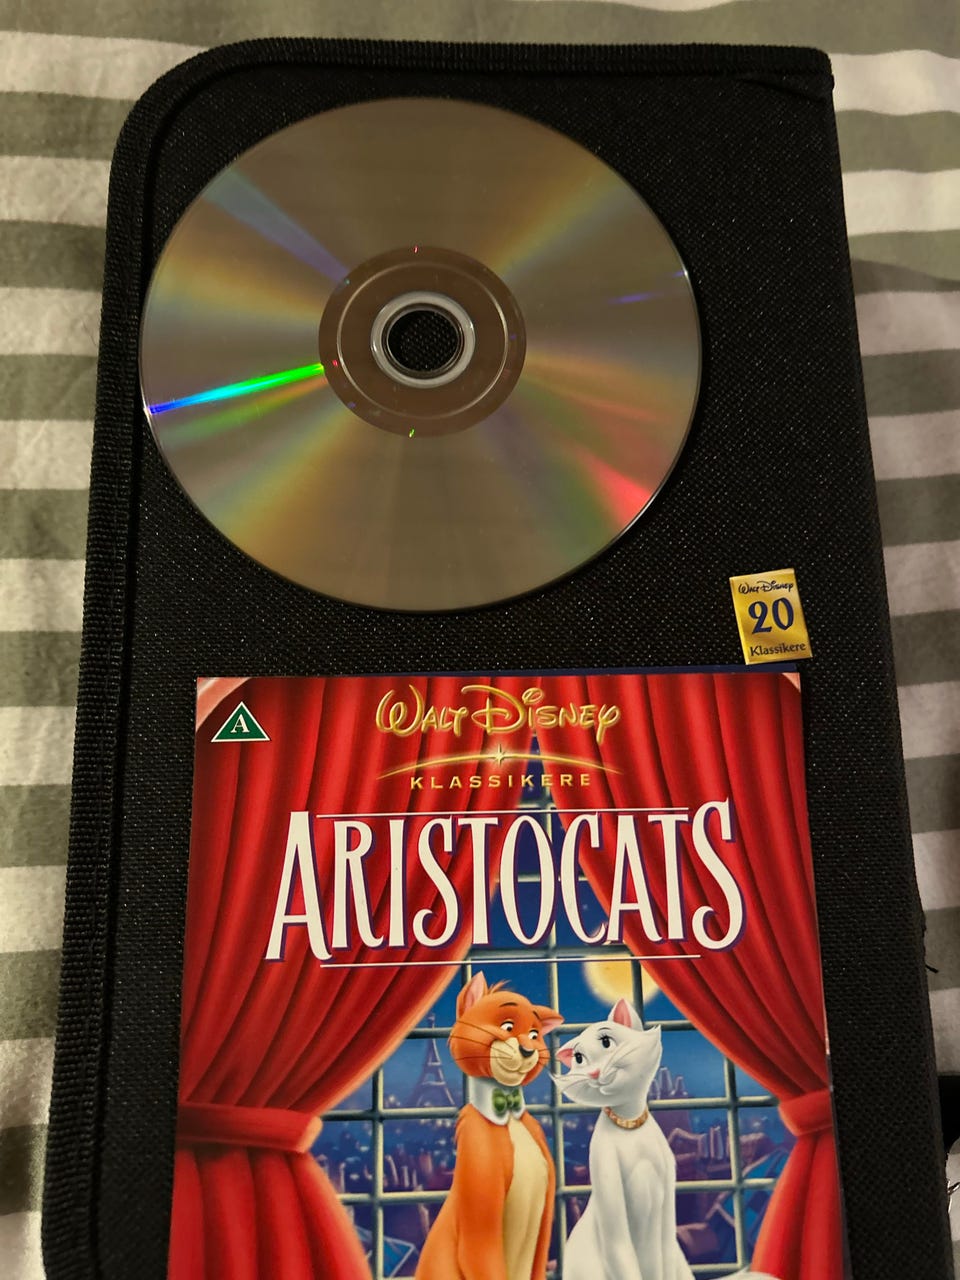 WALT DISNEY
20
Klassikere
A
WALT DISNEY
KLASSIKERE
ARISTOCATS